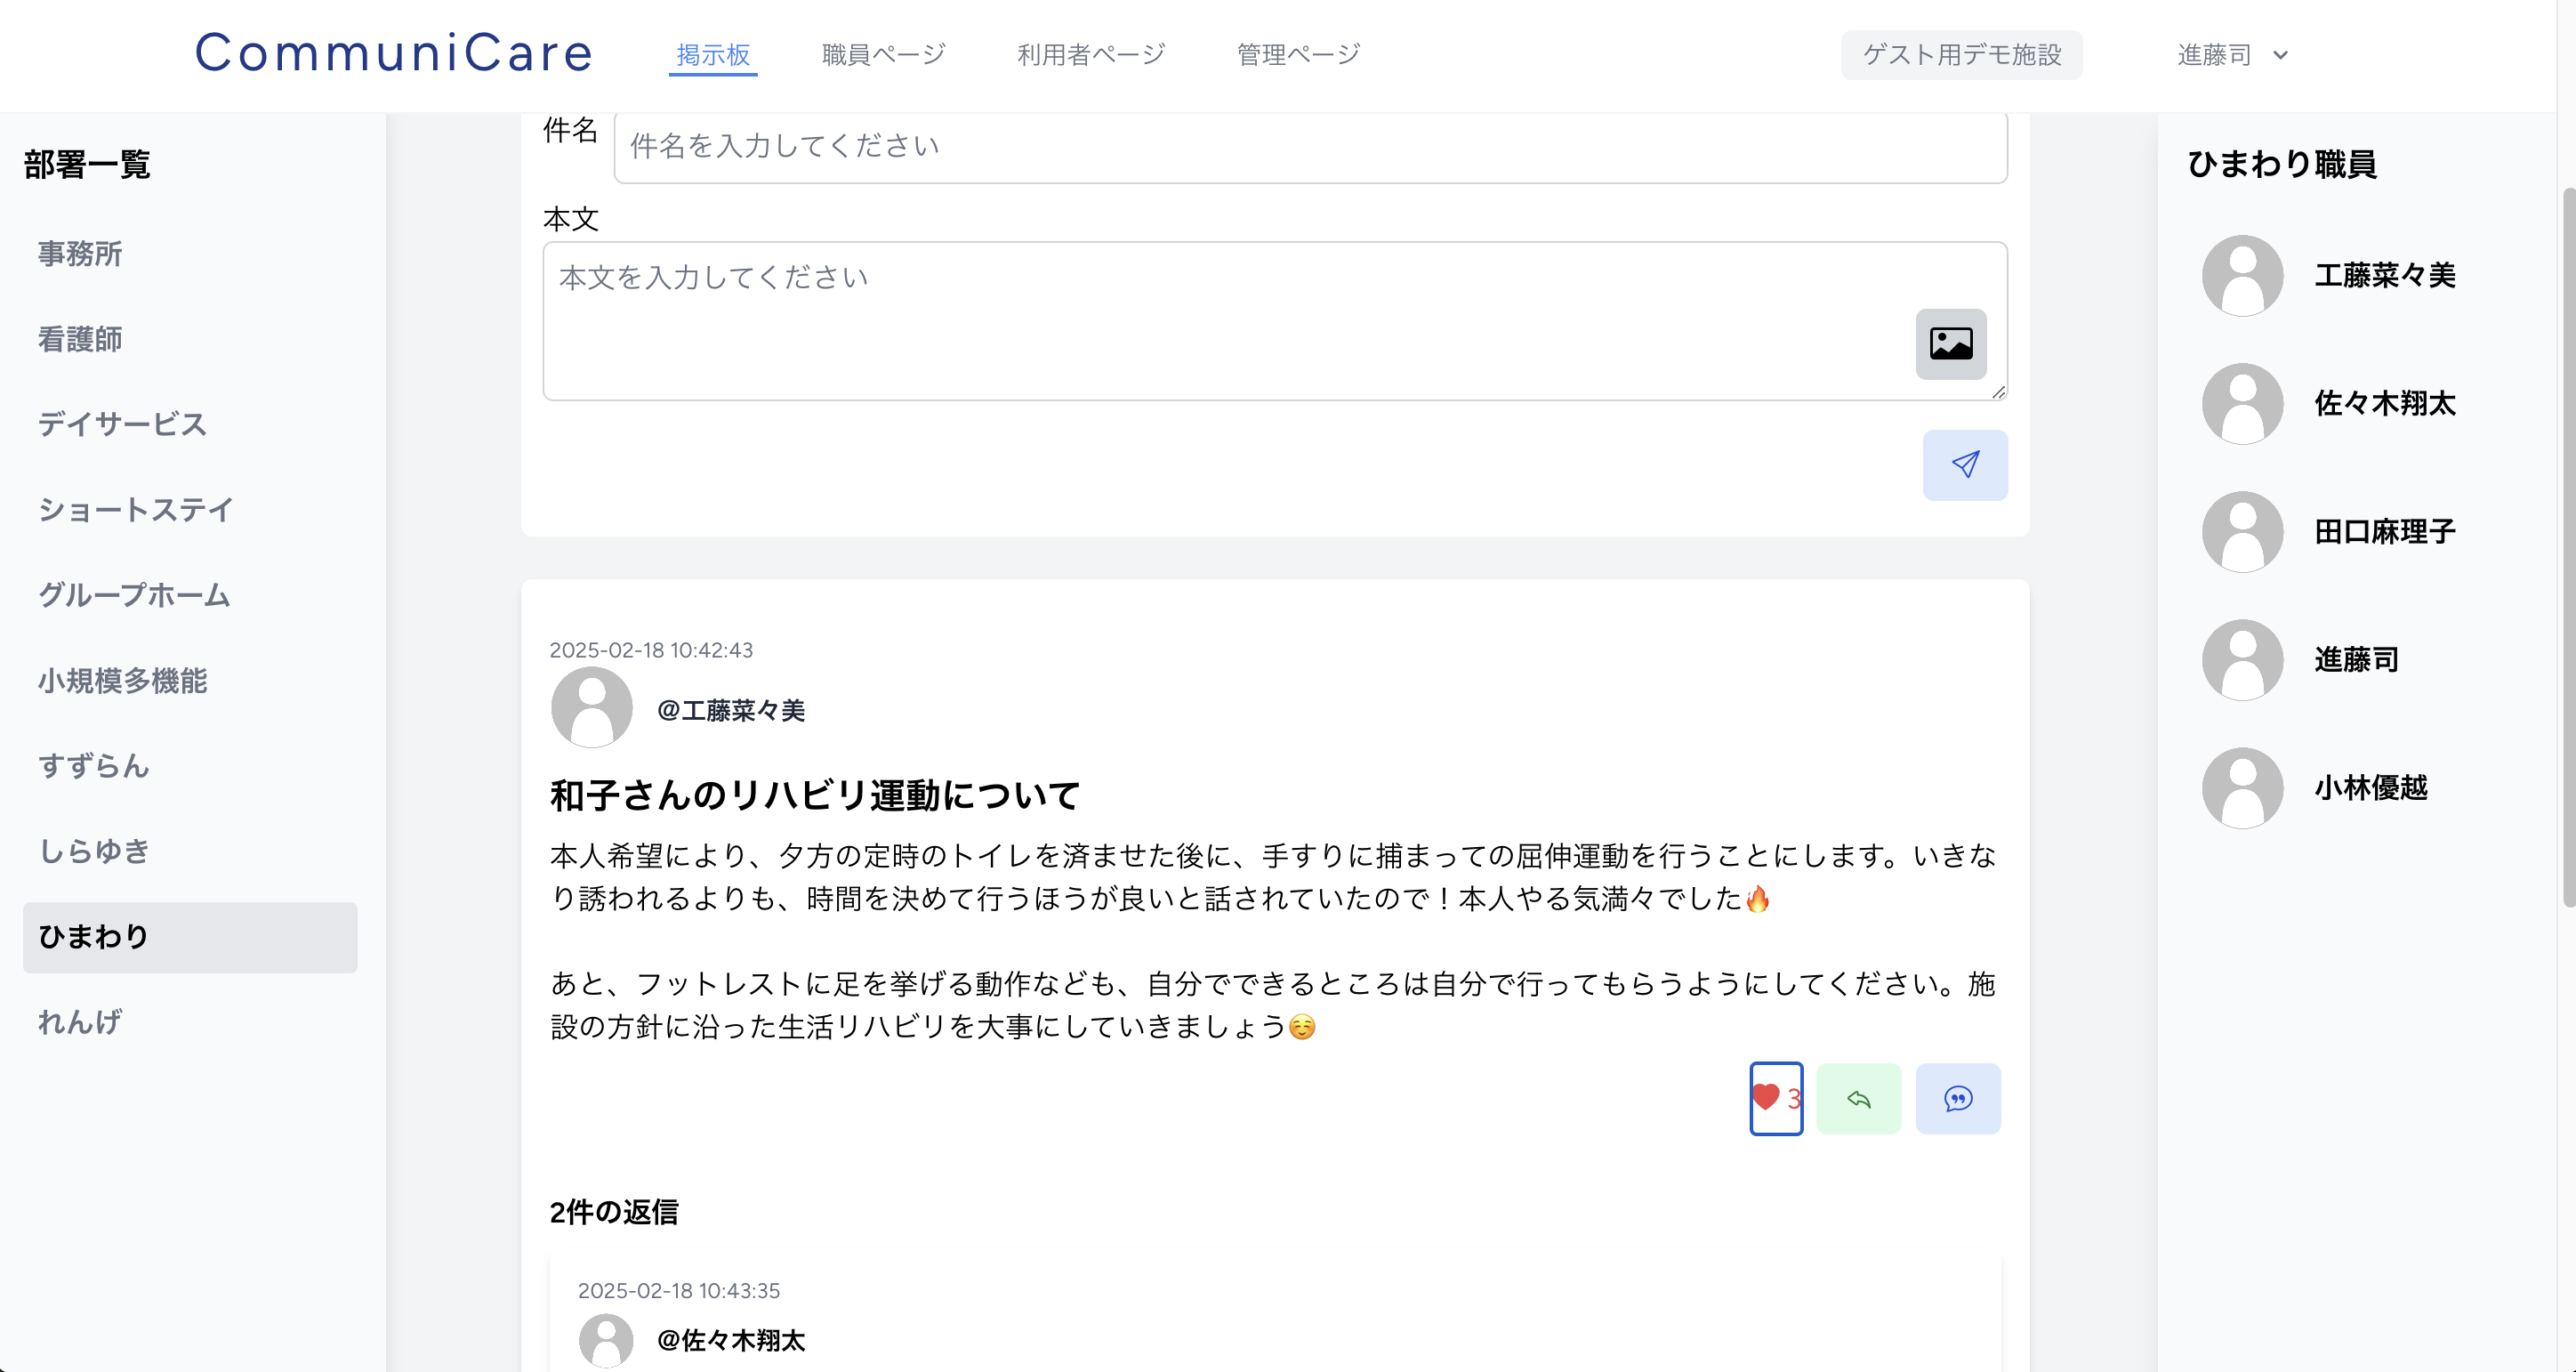 CommuniCare
掲示板
職員ページ
利用者ページ
管理ページ
ゲスト用デモ施設
進藤司
部署一覧
事務所
看護師
デイサービス
ショートステイ
グループホーム
小規模多機能
すずらん
しらゆき
ひまわり
れんげ
件名
件名を入力してください
本文
本文を入力してください
2025-02-18 10:42:43
@工藤菜々美
和子さんのリハビリ運動について
本人希望により、夕方の定時のトイレを済ませた後に、手すりに捕まっての屈伸運動を行うことにします。いきな
り誘われるよりも、時間を決めて行うほうが良いと話されていたので！本人やる気満々でした🔥
あと、フットレストに足を挙げる動作なども、自分でできるところは自分で行ってもらうようにしてください。施
設の方針に沿った生活リハビリを大事にしていきましょう☺️
3
2件の返信
2025-02-18 10:43:35
@佐々木翔太
ひまわり職員
工藤菜々美
佐々木翔太
田口麻理子
進藤司
小林優越